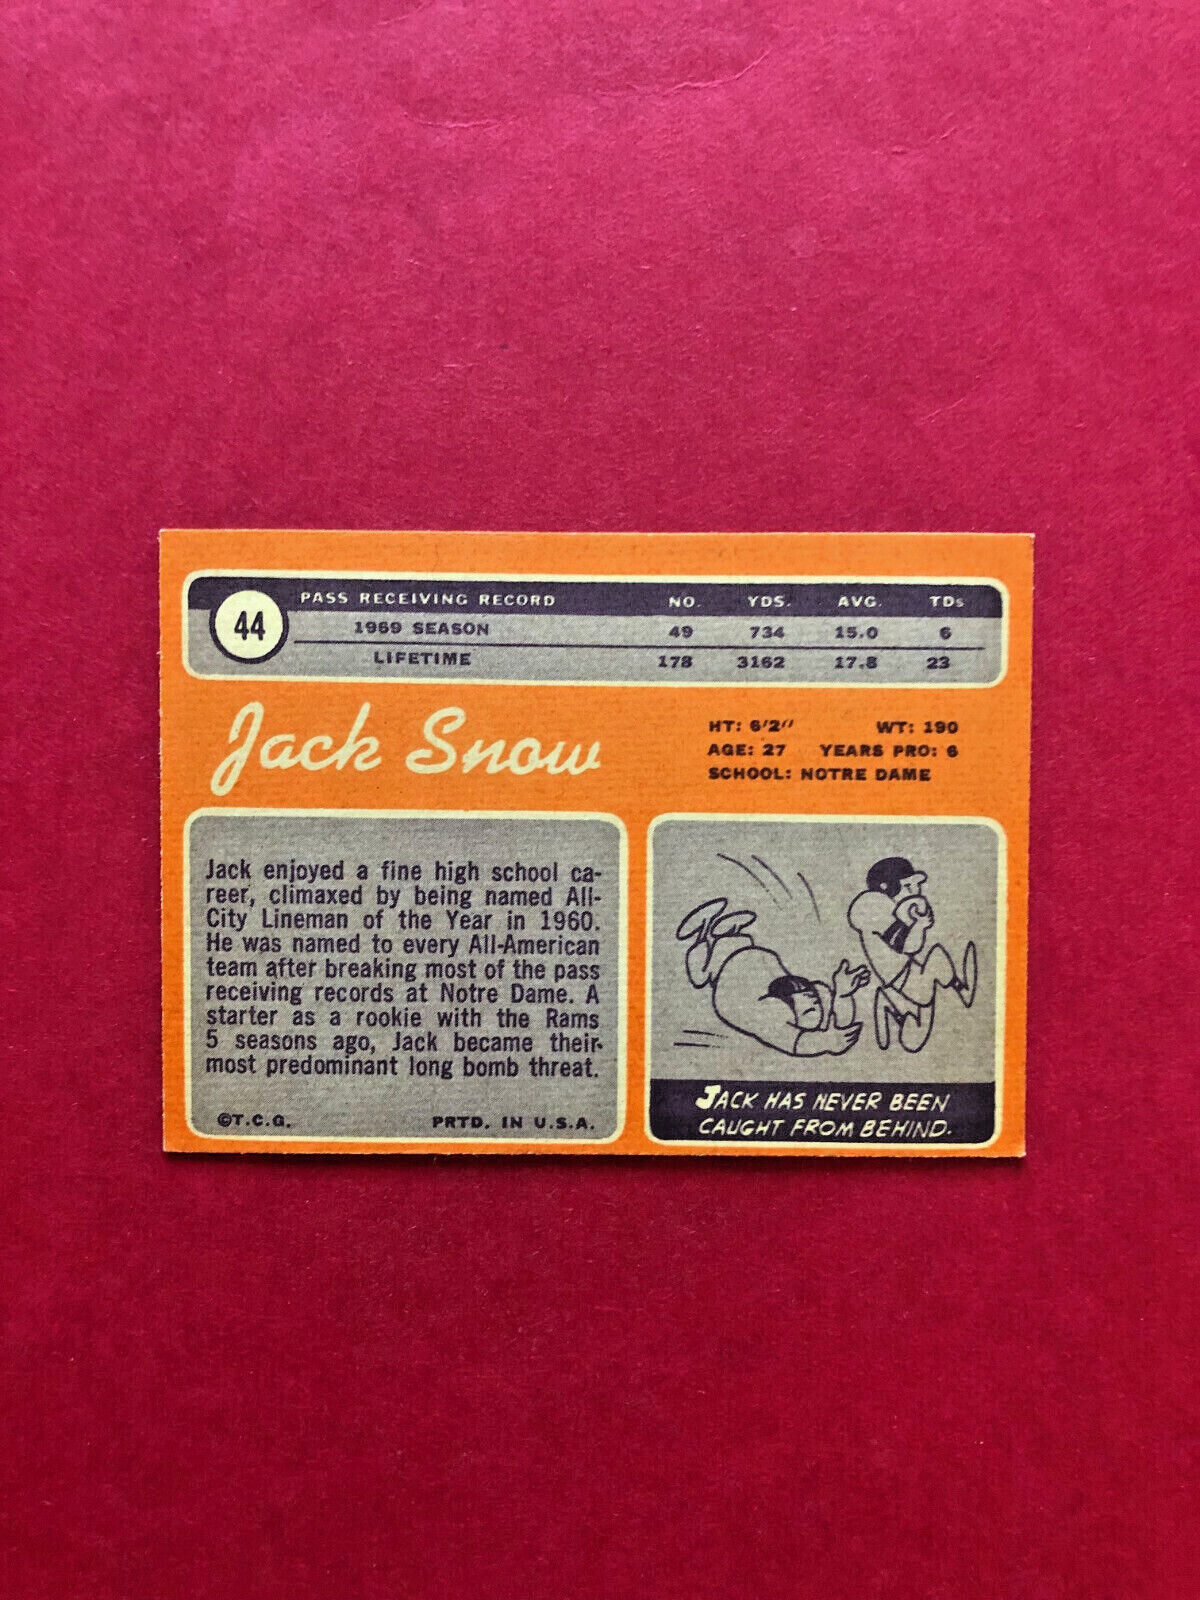 44
PASS RECEIVING RECORD NO. YDS. AVG. TDs
1969 SEASON 49 734 15.0 6
LIFETIME 178 3162 17.8 23
Jack Snow
HT: 6'2" WT: 190
AGE: 27 YEARS PRO: 6
SCHOOL: NOTRE DAME
Jack enjoyed a fine high school ca-
reer, climaxed by being named All-
City Lineman of the Year in 1960.
He was named to every All-American
team after breaking most of the pass
receiving records at Notre Dame. A
starter as a rookie with the Rams
5 seasons ago, Jack became their
most predominant long bomb threat.
©T.C.G. PRTD. IN U.S.A.
JACK HAS NEVER BEEN
CAUGHT FROM BEHIND.